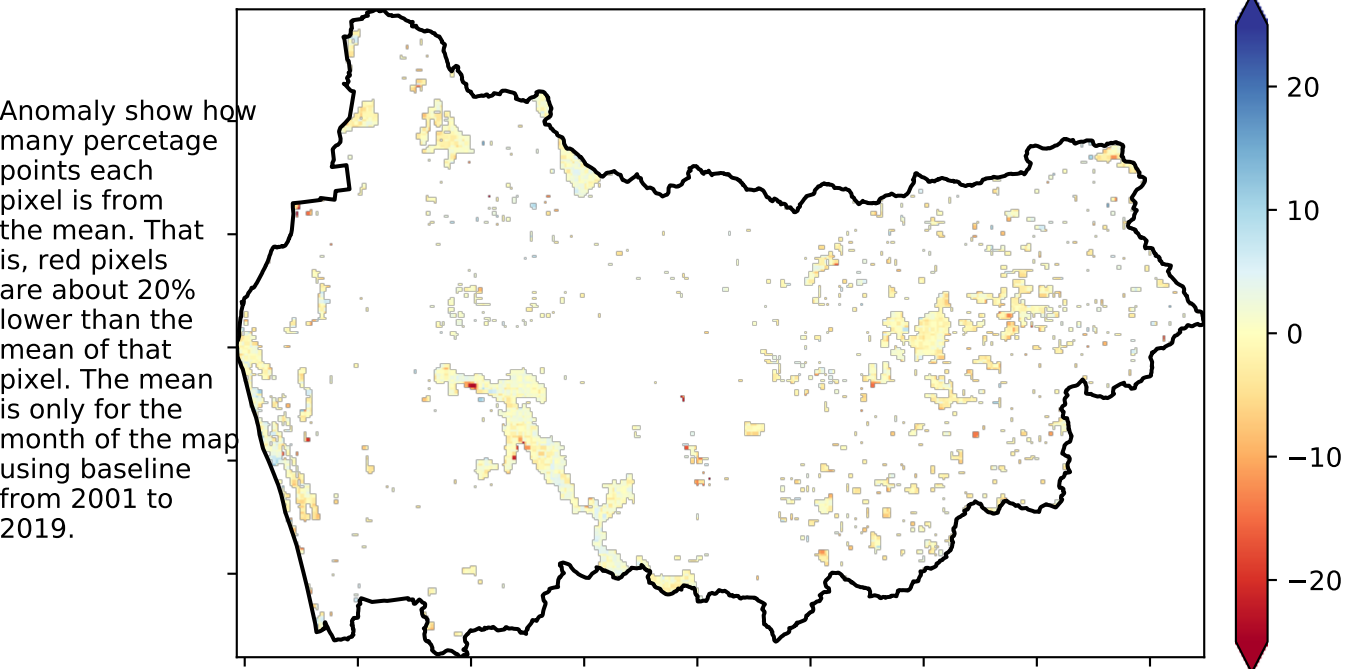 Anomaly show how
many percetage
points each
pixel is from
the mean. That
is, red pixels
are about 20%
lower than the
mean of that
pixel. The mean
is only for the
month of the map
using baseline
from 2001 to
2019.
20
10
0
−10
−20